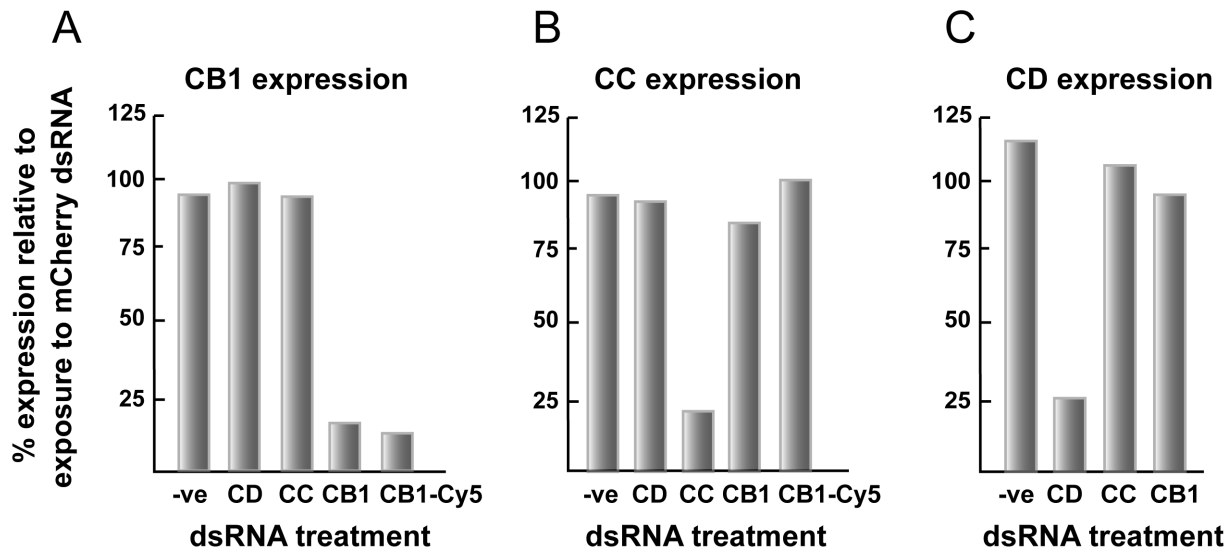 A
B
C
CB1 expression
CC expression
CD expression
% expression relative to
exposure to mCherry dsRNA
125
100
75
50
25
-ve CD CC CB1 CB1-Cy5
dsRNA treatment
125
100
75
50
25
-ve CD CC CB1 CB1-Cy5
dsRNA treatment
125
100
75
50
25
-ve CD CC CB1
dsRNA treatment